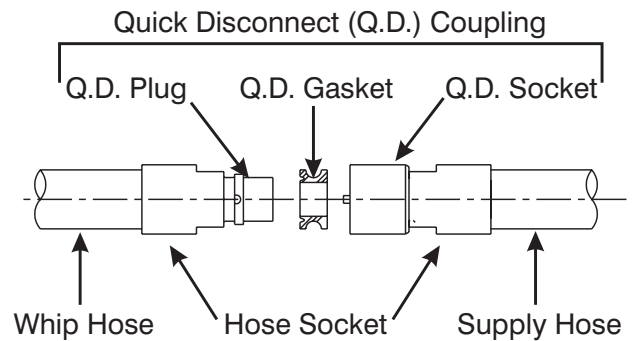 Quick Disconnect (Q.D.) Coupling
Q.D. Plug Q.D. Gasket Q.D. Socket
Whip Hose Hose Socket Supply Hose